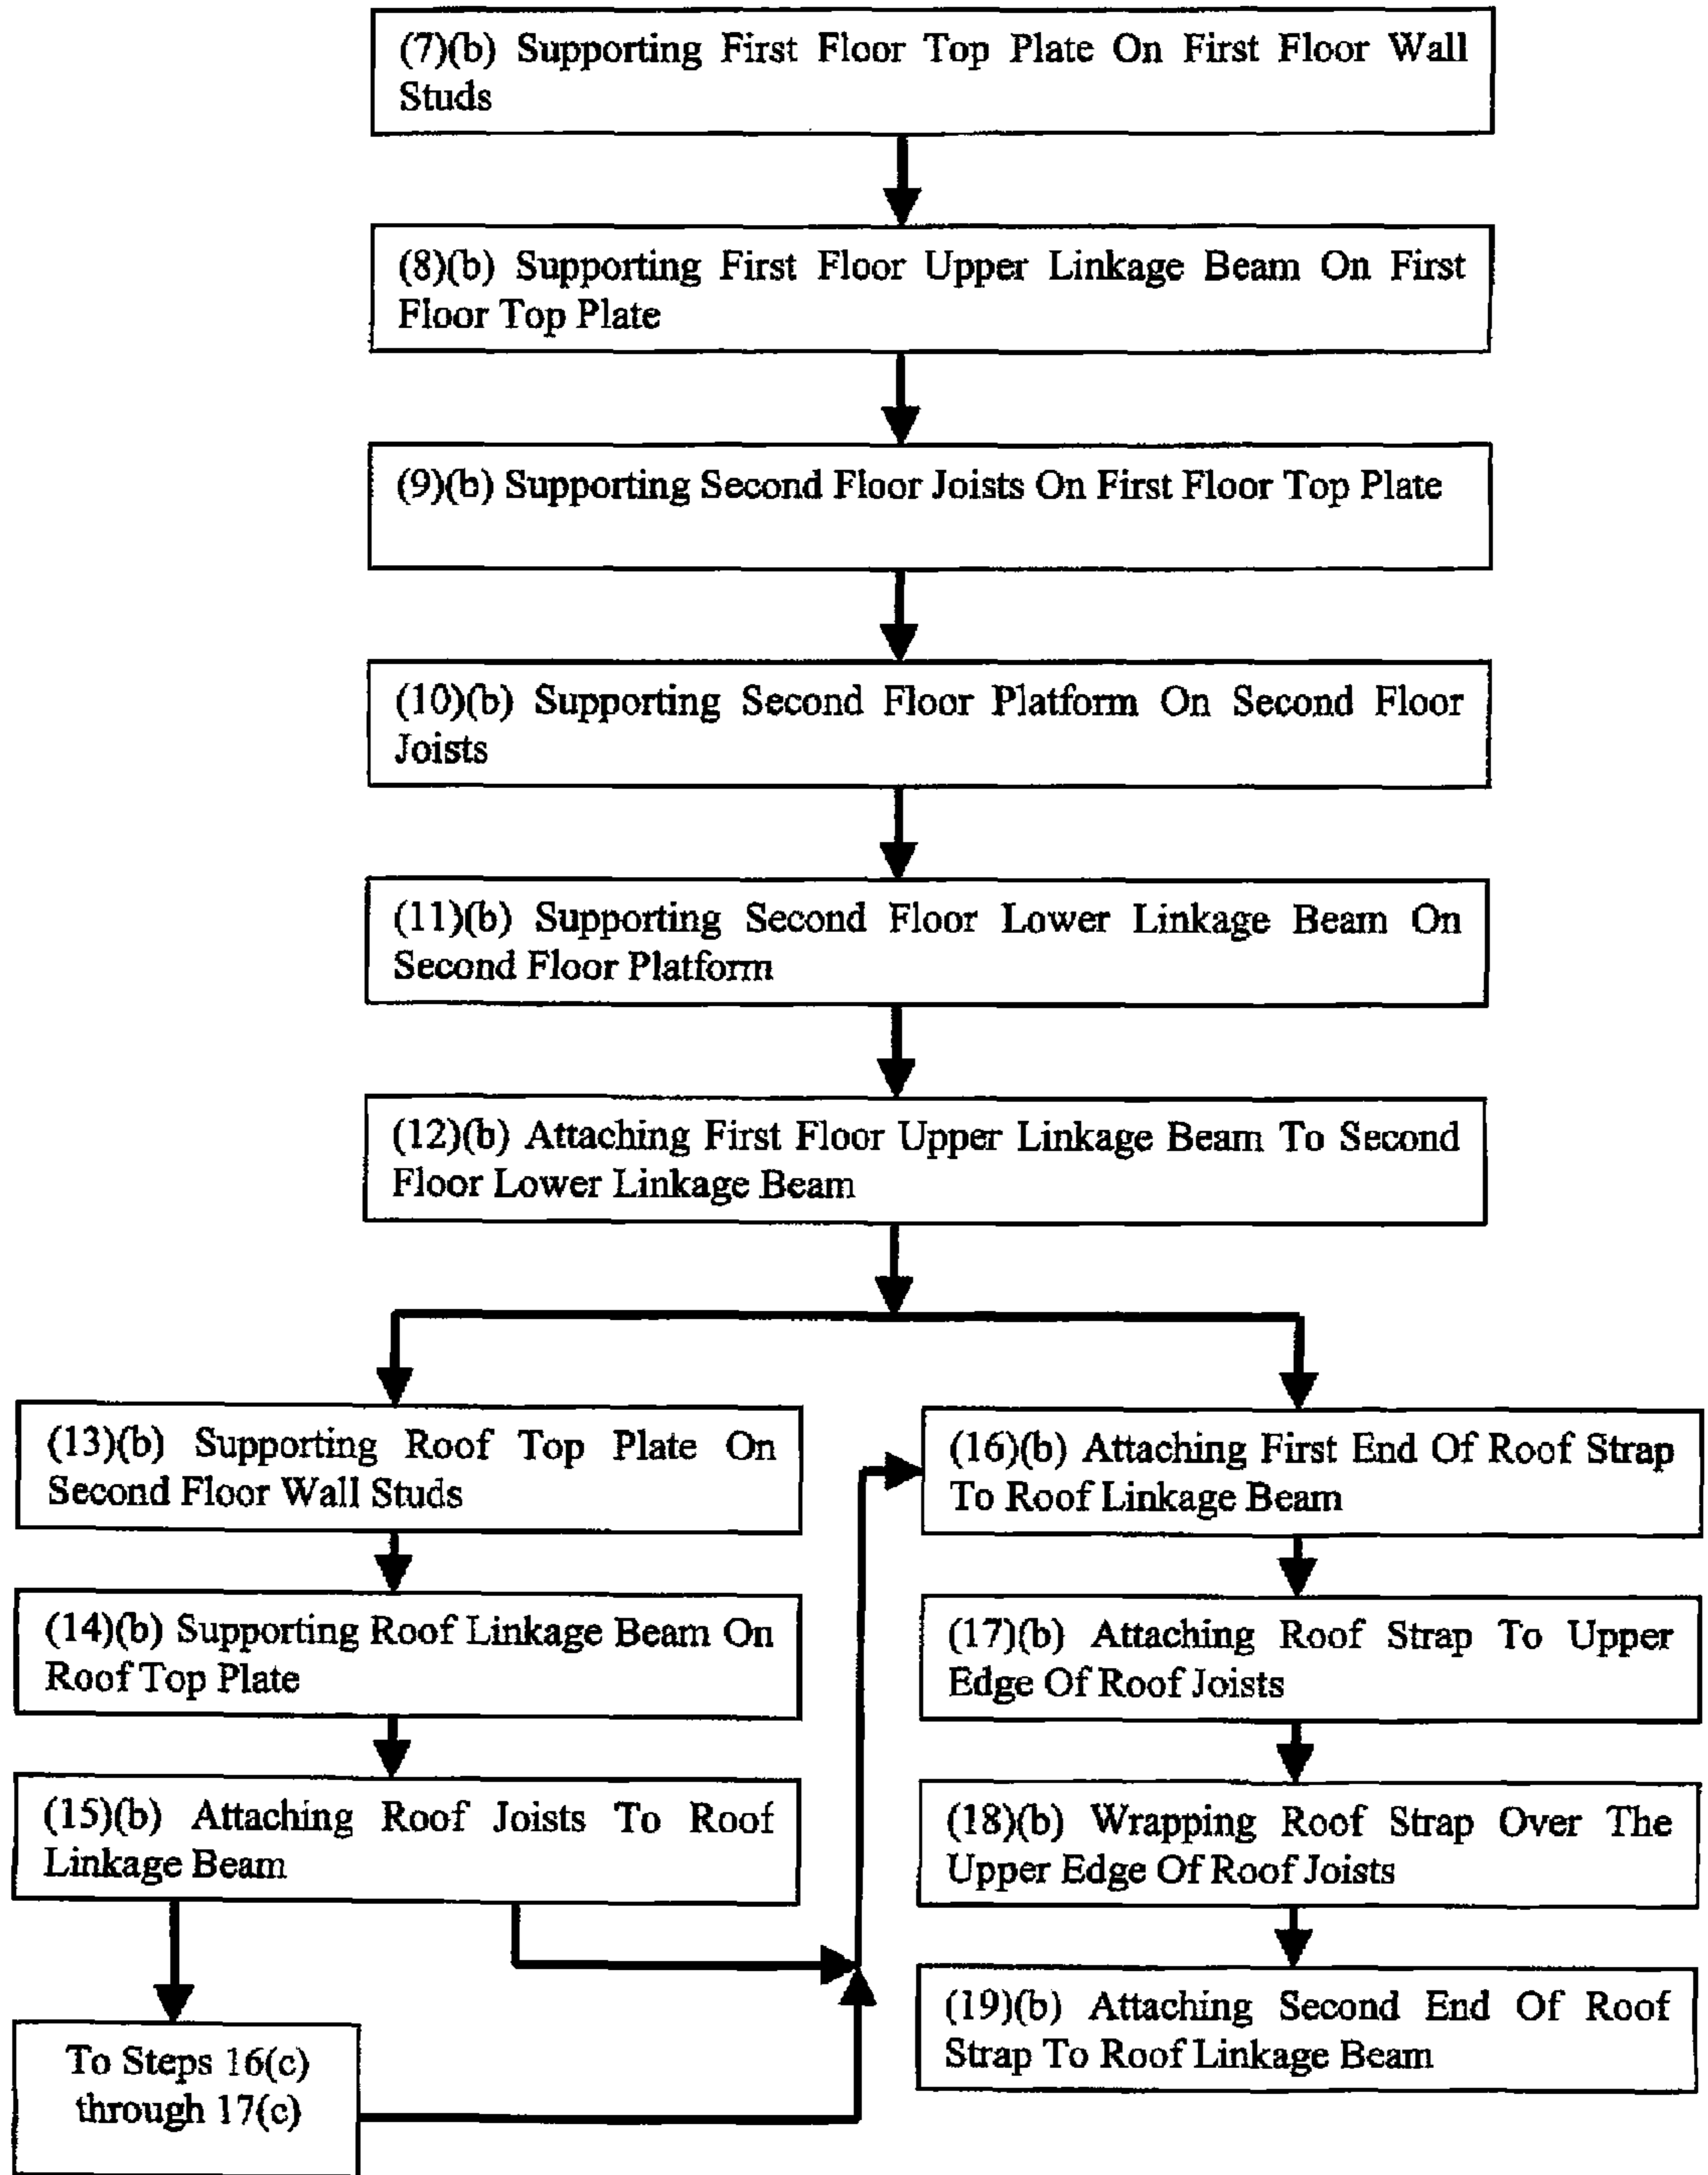 (7)(b) Supporting First Floor Top Plate On First Floor Wall
Studs
(8)(b) Supporting First Floor Upper Linkage Beam On First
Floor Top Plate
(9)(b) Supporting Second Floor Joists On First Floor Top Plate
(10)(b) Supporting Second Floor Platform On Second Floor
Joists
(11)(b) Supporting Second Floor Lower Linkage Beam On
Second Floor Platform
(12)(b) Attaching First Floor Upper Linkage Beam To Second
Floor Lower Linkage Beam
(13)(b) Supporting Roof Top Plate On
Second Floor Wall Studs
(14)(b) Supporting Roof Linkage Beam On
Roof Top Plate
(15)(b) Attaching Roof Joists To Roof
Linkage Beam
To Steps 16(c)
through 17(c)
(16)(b) Attaching First End Of Roof Strap
To Roof Linkage Beam
(17)(b) Attaching Roof Strap To Upper
Edge Of Roof Joists
(18)(b) Wrapping Roof Strap Over The
Upper Edge Of Roof Joists
(19)(b) Attaching Second End Of Roof
Strap To Roof Linkage Beam